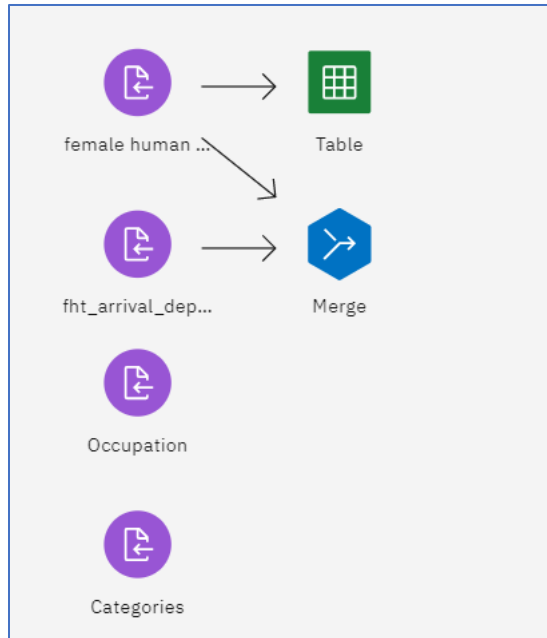 female human ...
Table
fht_arrival_dep...
Merge
Occupation
Categories